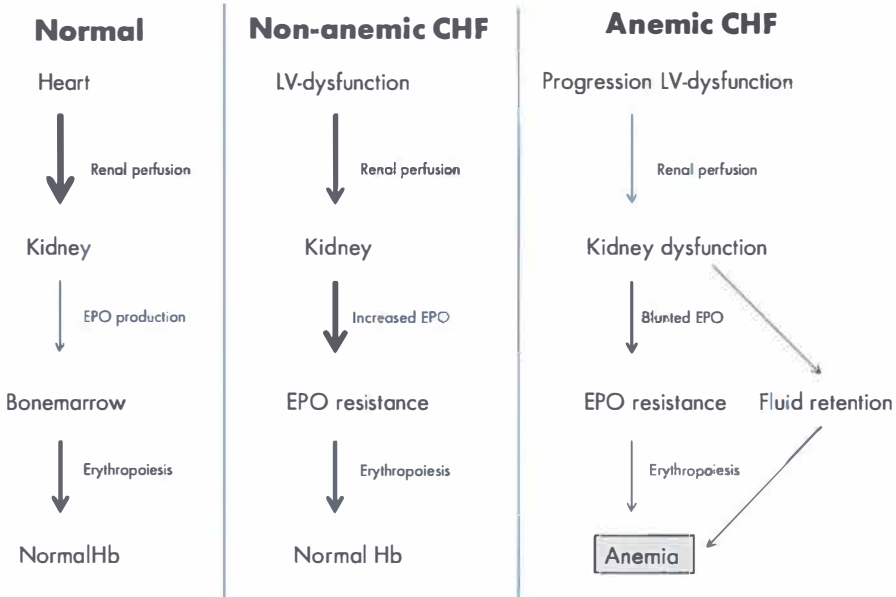 Normal
Heart
Renal perfusion
Kidney
EPO production
Bonemarrow
Erythropoiesis
NormalHb
Non-anemic CHF
LV-dysfunction
Renal perfusion
Kidney
Increased EPO
EPO resistance
Erythropoiesis
Normal Hb
Anemic CHF
Progression LV-dysfunction
Renal perfusion
Kidney dysfunction
Blunted EPO
EPO resistance
Fluid retention
Erythropoiesis
Anemia